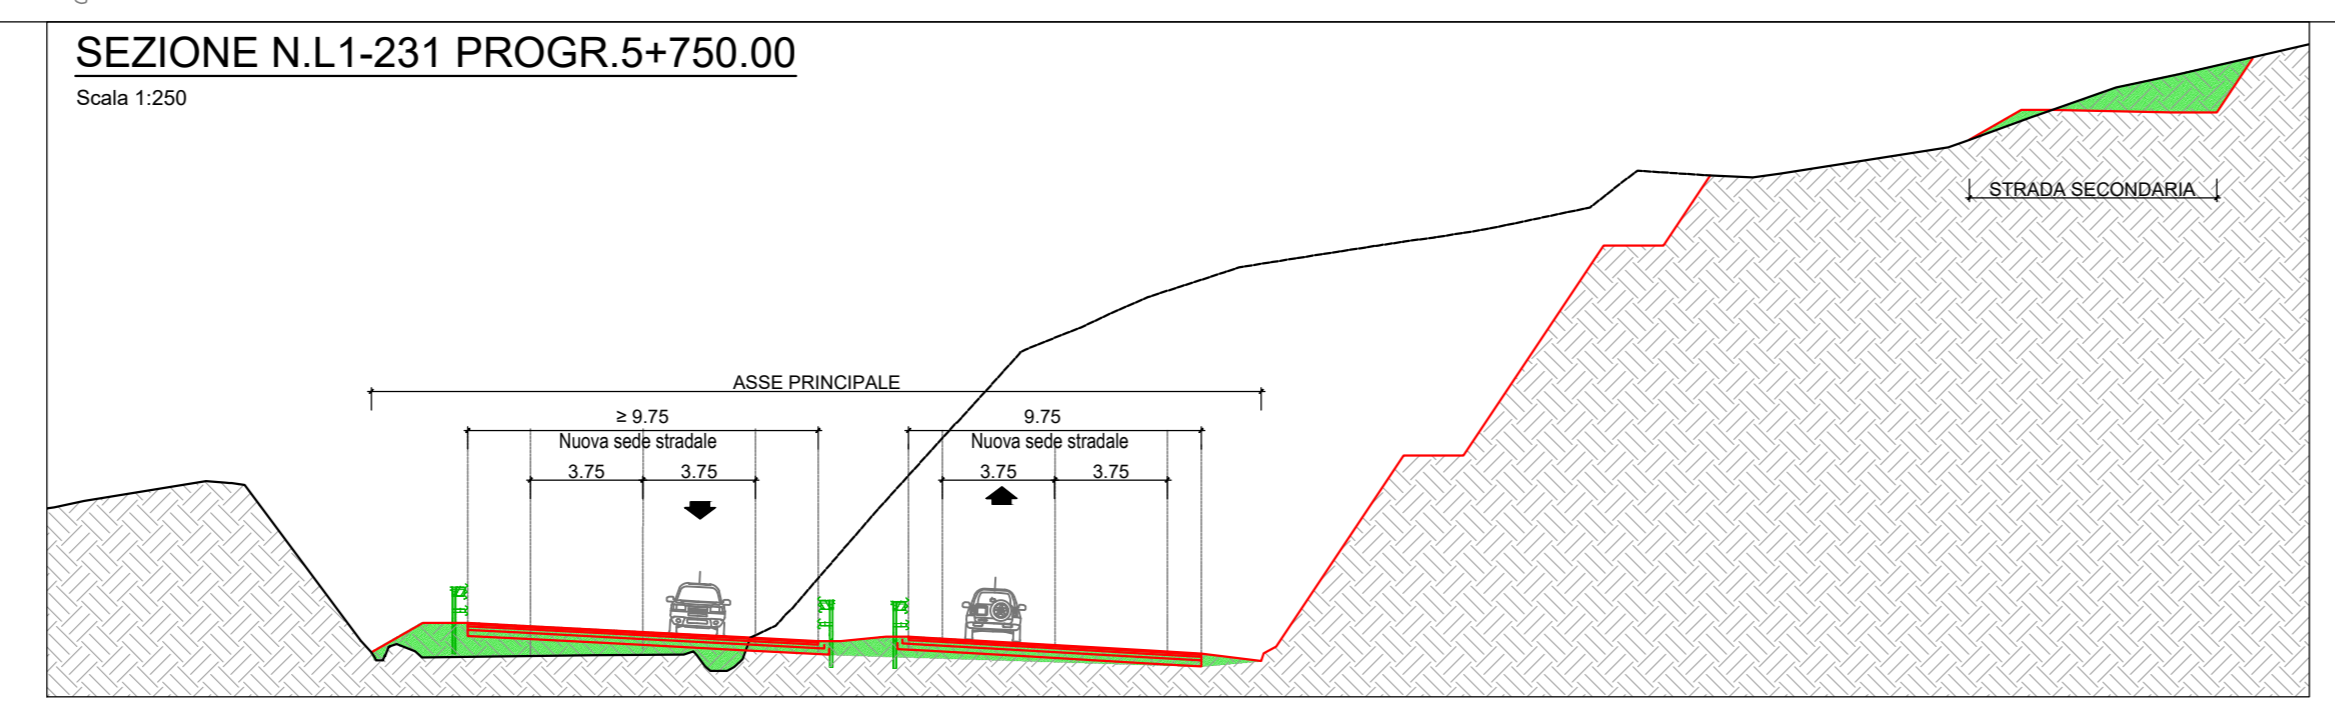 SEZIONE N.L1-231 PROGR.5+750.00
Scala 1:250
STRADA SECONDARIA
ASSE PRINCIPALE
≥ 9.75
9.75
Nuova sede stradale
Nuova sede stradale
3.75
3.75
3.75
3.75